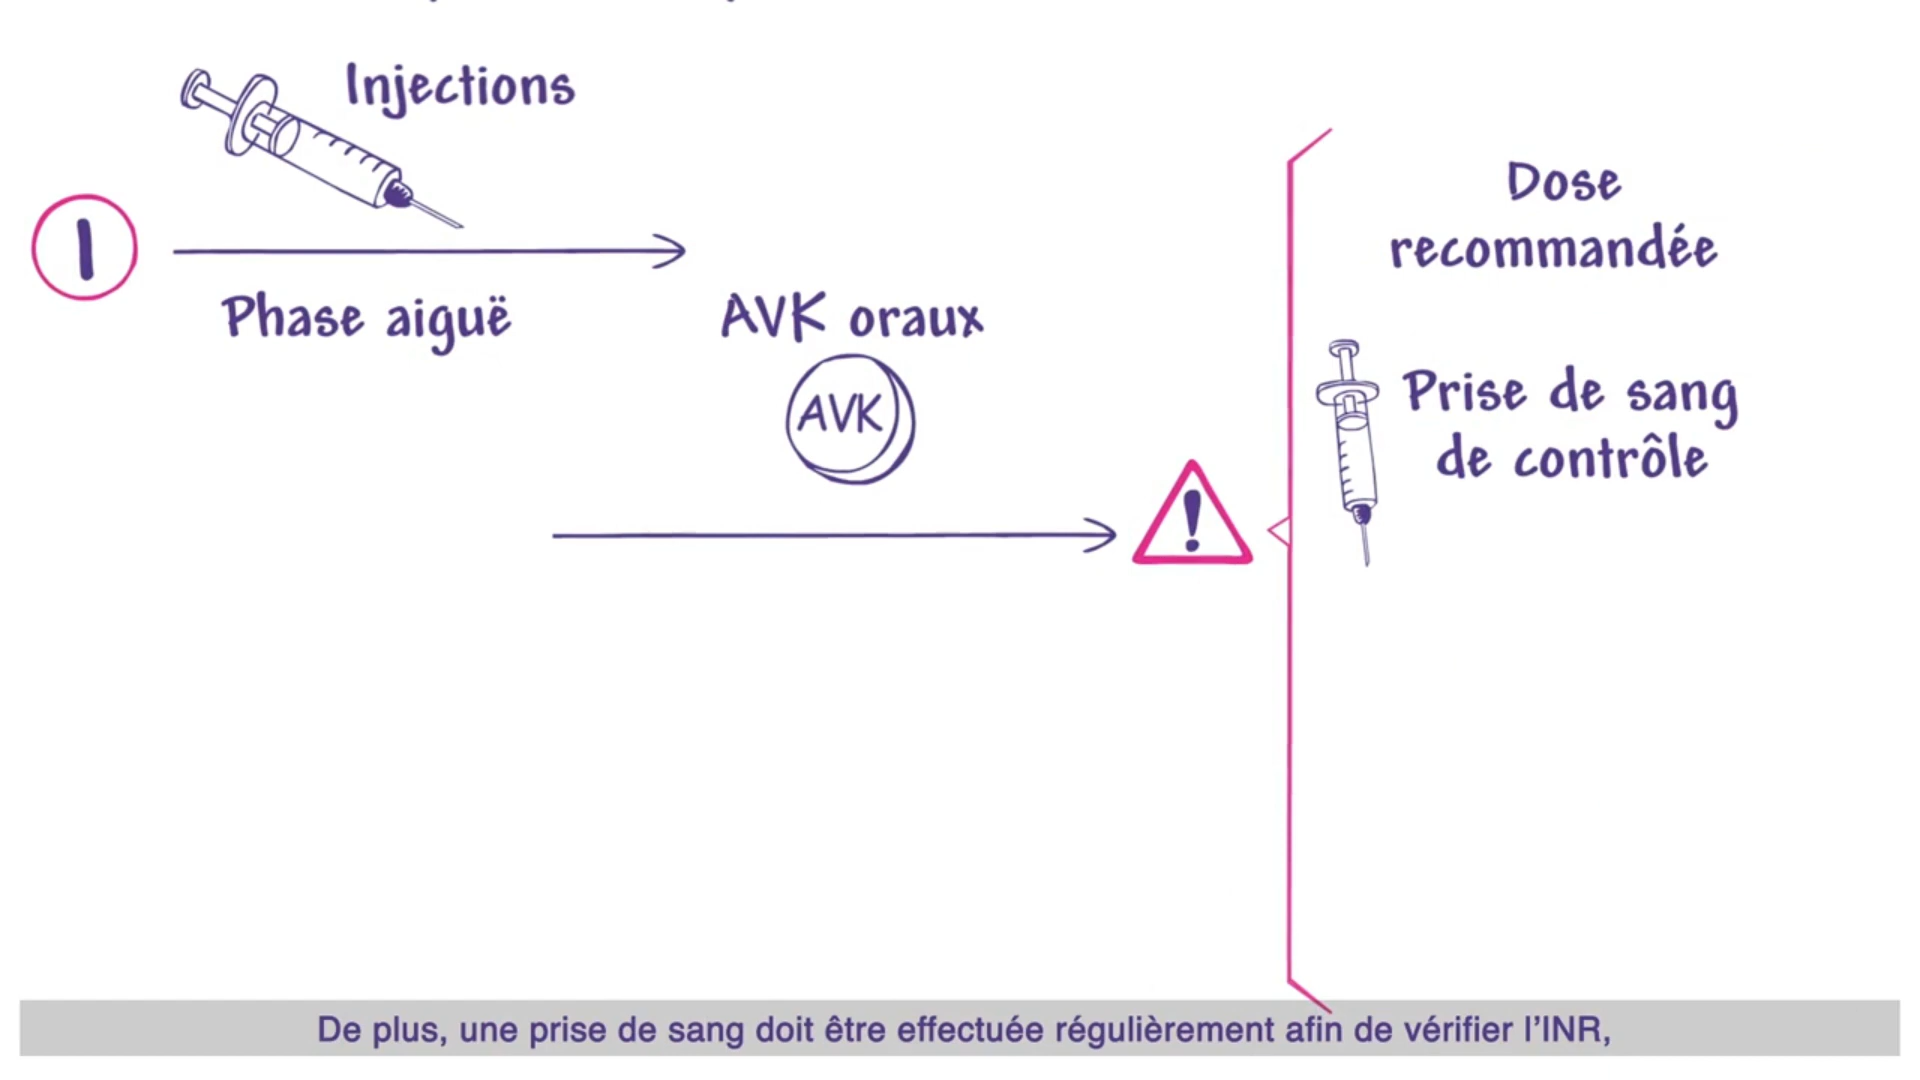 Injections
1
Phase aiguë
AVK oraux
AVK
!
Dose
recommandée
Prise de sang
de contrôle
De plus, une prise de sang doit être effectuée régulièrement afin de vérifier l'INR,